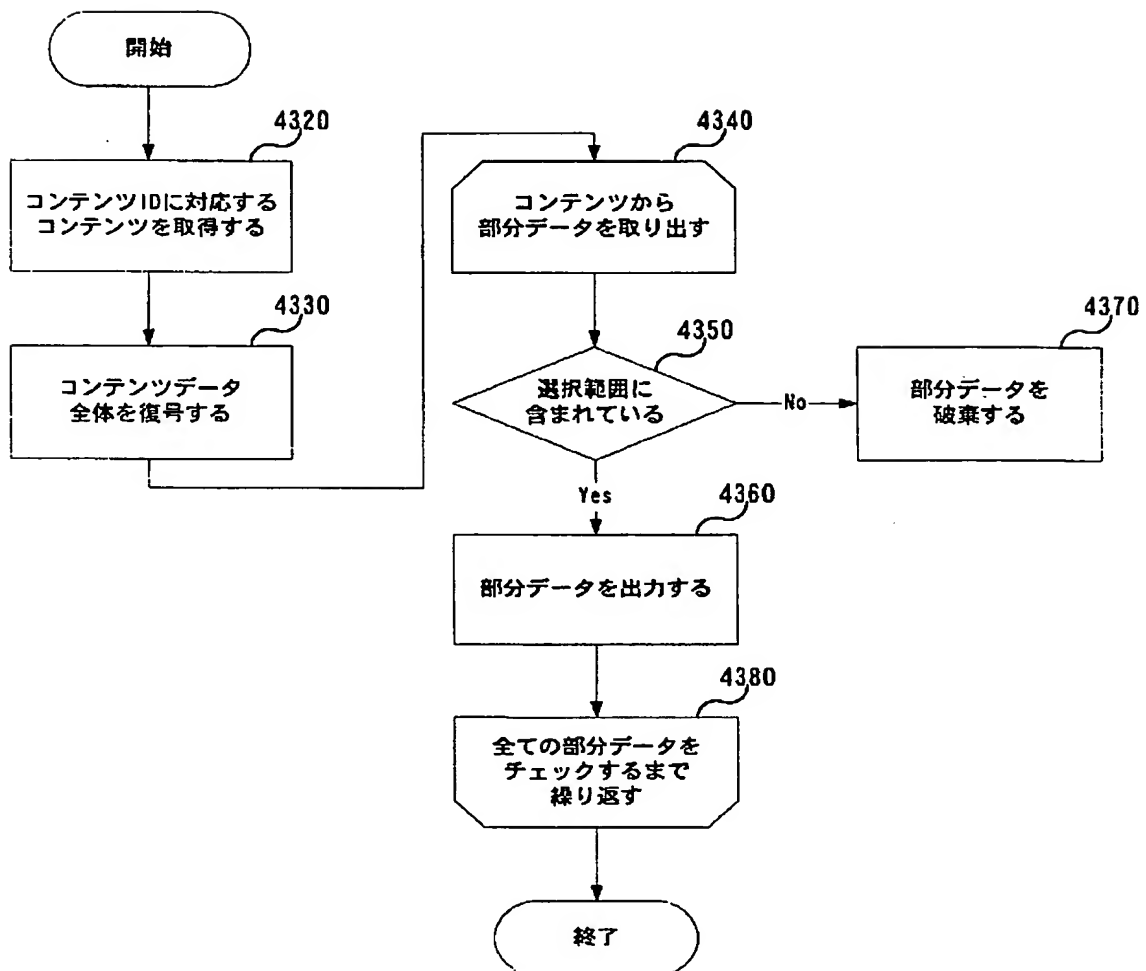 開始
4320
コンテンツIDに対応する
コンテンツを取得する
4330
コンテンツデータ
全体を復号する
4340
コンテンツから
部分データを取り出す
4350
選択範囲に
含まれている
No
4370
部分データを
破棄する
Yes
4360
部分データを出力する
4380
全ての部分データを
チェックするまで
繰り返す
終了